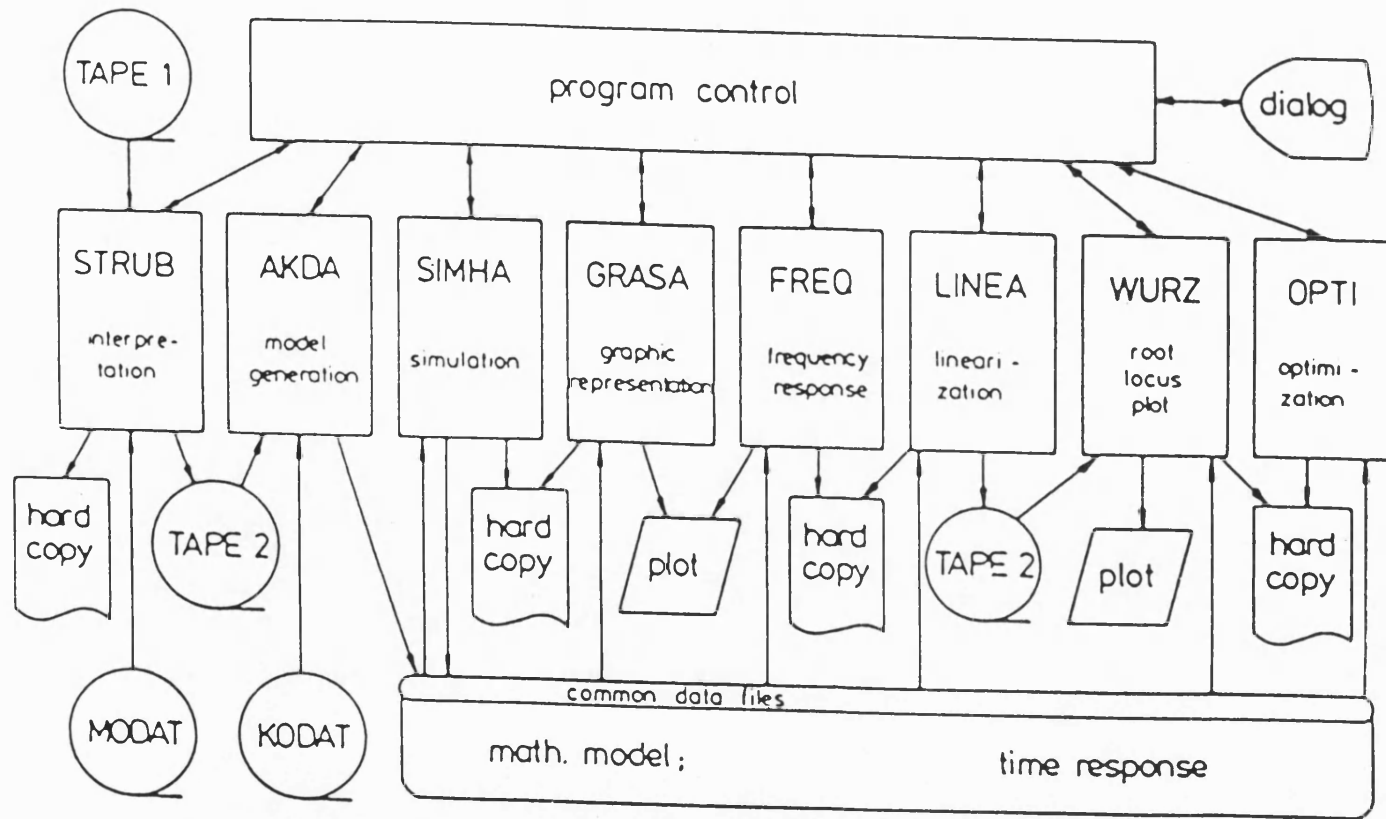 TAPE 1
program control
dialog
STRUB
interpre-
tation
AKDA
model
generation
SIMHA
simulation
GRASA
graphic
representation
FREQ
frequency
response
LINEA
lineari-
zation
WURZ
root
locus
plot
OPTI
optimi-
zation
hard
copy
TAPE 2
hard
copy
plot
hard
copy
TAPE 2
plot
hard
copy
MODAT
KODAT
common data files
math. model;
time response